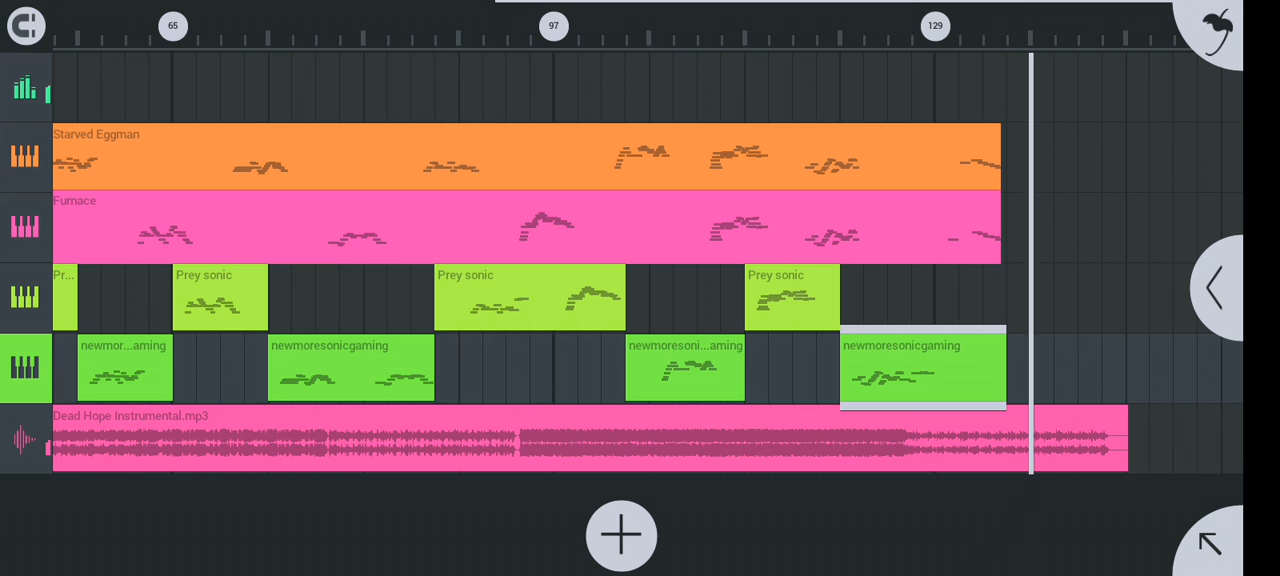 65
97
129
Starved Eggman
Furnace
Pr...
Prey sonic
Prey sonic
Prey sonic
newmor...aming
newmoresonicgaming
newmoresoni...aming
newmoresonicgaming
Dead Hope Instrumental.mp3